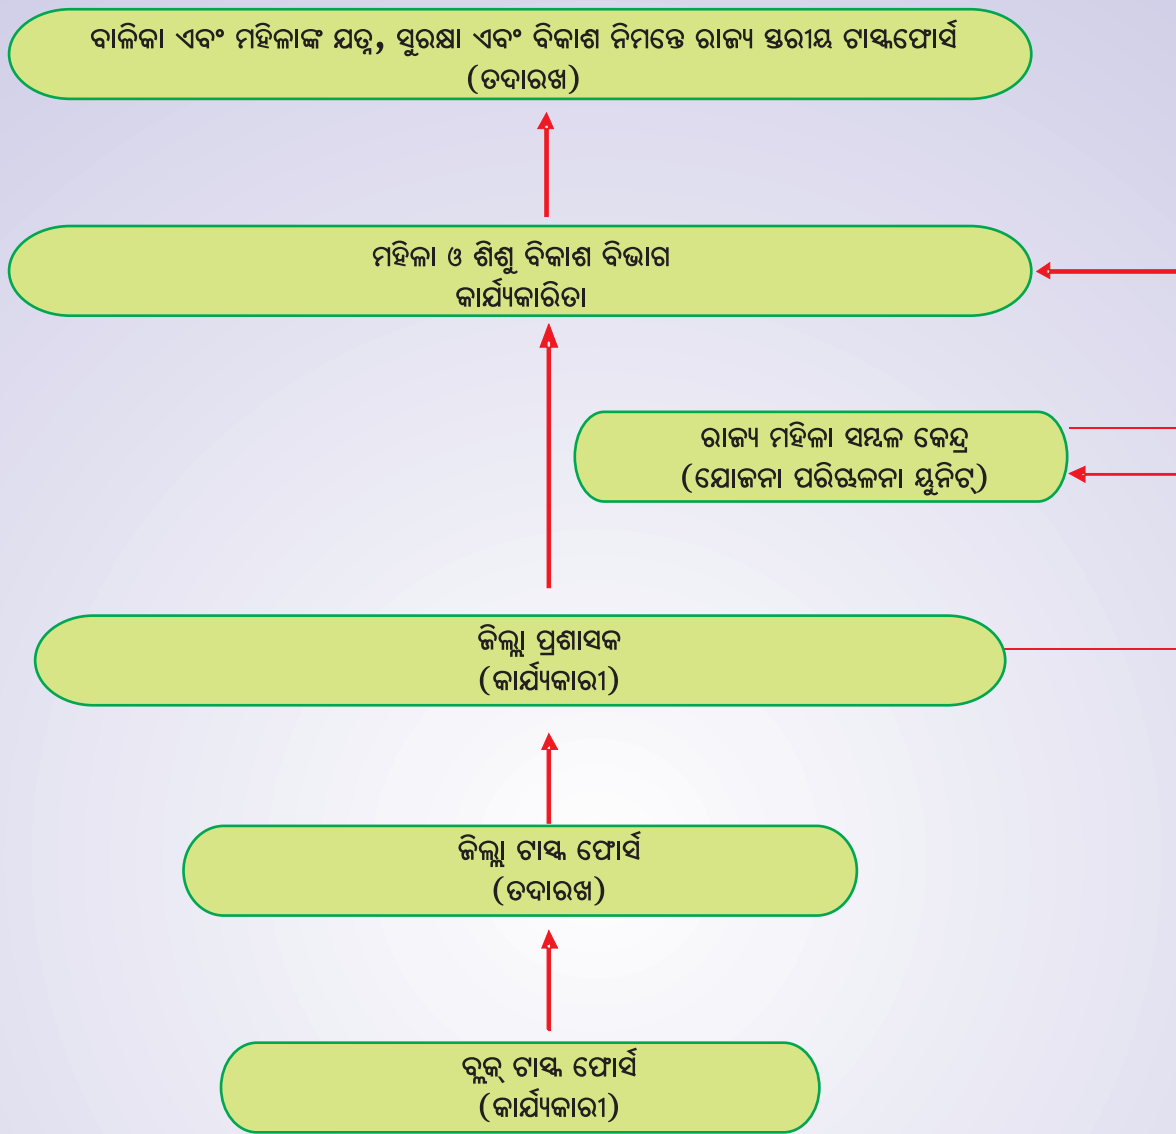 ବାଳିକା ଏବଂ ମହିଳାଙ୍କ ଯତ୍ନ, ସୁରକ୍ଷା ଏବଂ ବିକାଶ ନିମନ୍ତେ ରାଜ୍ୟ ସ୍ତରୀୟ ଟାସ୍କଫୋର୍ସ
(ତଦାରଖ)
ମହିଳା ଓ ଶିଶୁ ବିକାଶ ବିଭାଗ
କାର୍ଯ୍ୟକାରିତା
ରାଜ୍ୟ ମହିଳା ସମ୍ବଳ କେନ୍ଦ୍ର
(ଯୋଜନା ପରିଚାଳନା ୟୁନିଟ୍)
ଜିଲ୍ଲା ପ୍ରଶାସକ
(କାର୍ଯ୍ୟକାରୀ)
ଜିଲ୍ଲା ଟାସ୍କ ଫୋର୍ସ
(ତଦାରଖ)
ବ୍ଲକ୍ ଟାସ୍କ ଫୋର୍ସ
(କାର୍ଯ୍ୟକାରୀ)